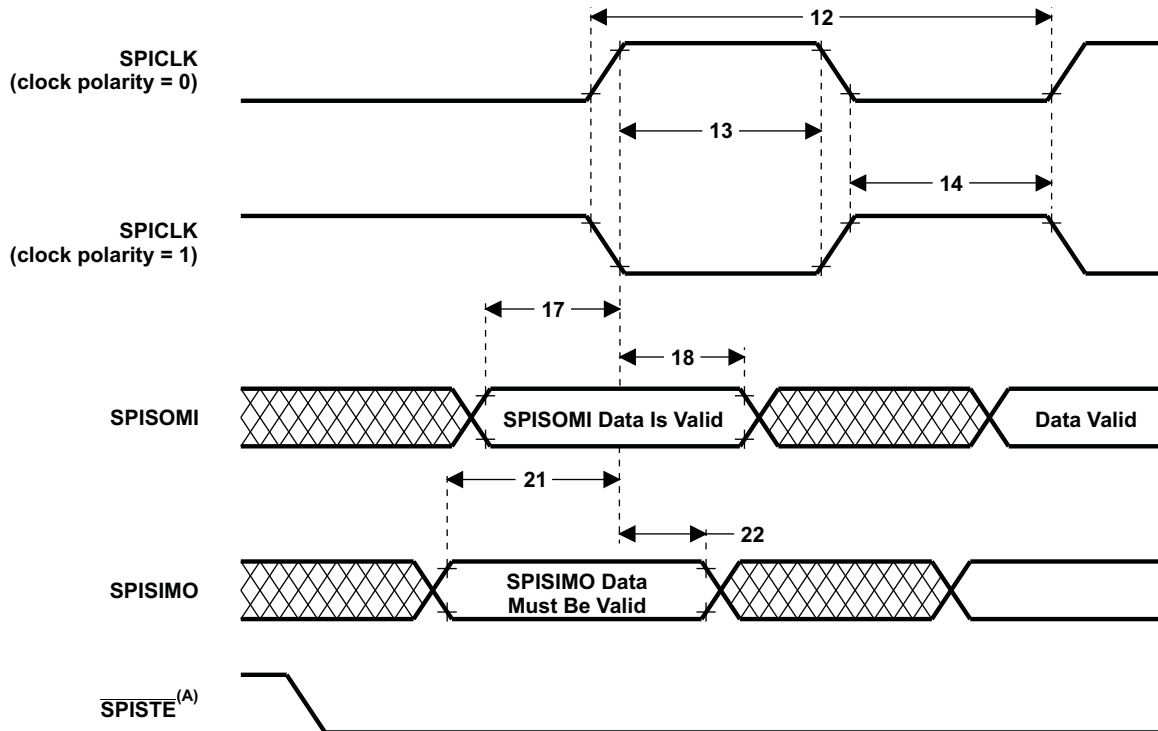 12
SPICLK
(clock polarity = 0)
13
14
SPICLK
(clock polarity = 1)
17
18
SPISOMI
SPISOMI Data Is Valid
Data Valid
21
22
SPISIMO
SPISIMO Data
Must Be Valid
SPISTE(A)